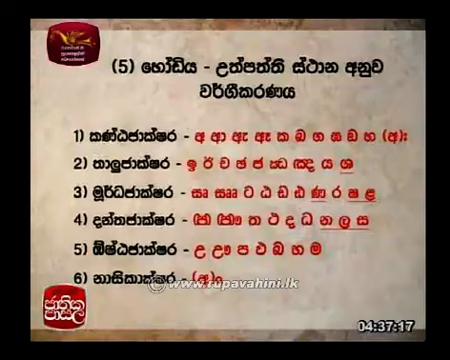 (5) හෝඩිය - උත්පත්ති ස්ථාන අනුව
වර්ගීකරණය
1) කණ්ඨජාක්ෂර - අ ආ ඇ ඈ ක ඛ ග ඝ ඞ හ (අ)ඃ
2) තාලුජාක්ෂර - ඉ ඊ ච ඡ ජ ඣ ඤ ය ශ
3) මූර්ධජාක්ෂර - ඍ ඎ ට ඨ ඩ ඪ ණ ර ෂ ළ
4) දන්තජාක්ෂර - ඏ ඐ ත ථ ද ධ න ල ස
5) ඕෂ්ඨජාක්ෂර - උ ඌ ප ඵ බ භ ම
6) නාසිකාක්ෂර - (අ)ං
© www.rupavahini.lk
ජාතික
පාසල
04:37:17